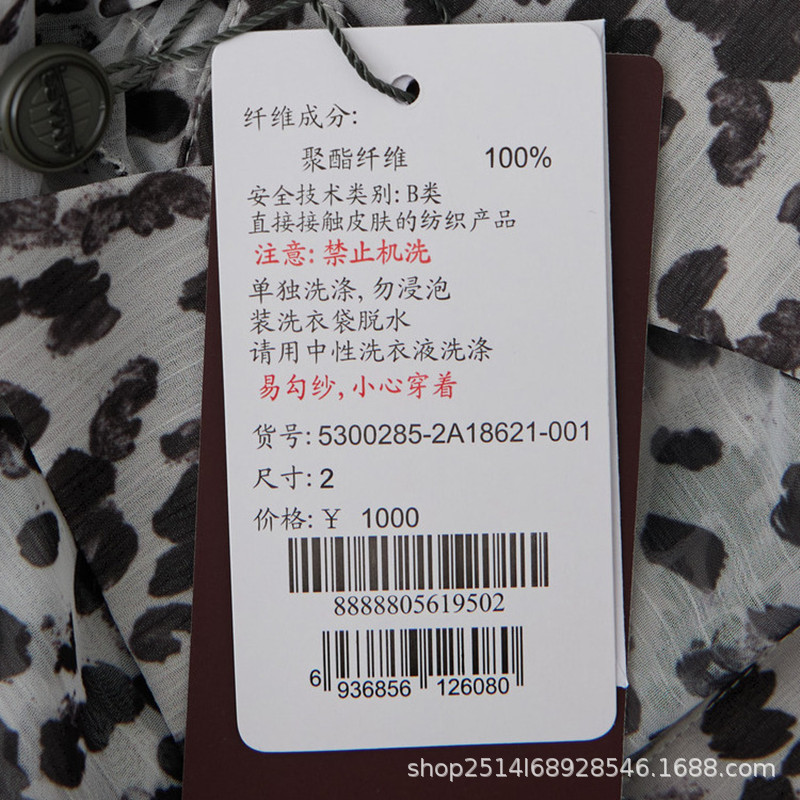 纤维成分:
聚酯纤维 100%
安全技术类别: B类
直接接触皮肤的纺织产品
注意: 禁止机洗
单独洗涤, 勿浸泡
装洗衣袋脱水
请用中性洗衣液洗涤
易勾纱, 小心穿着
货号: 5300285-2A18621-001
尺寸: 2
价格: ¥ 1000
8888805619502
6 936856 126080
shop2514l68928546.1688.com